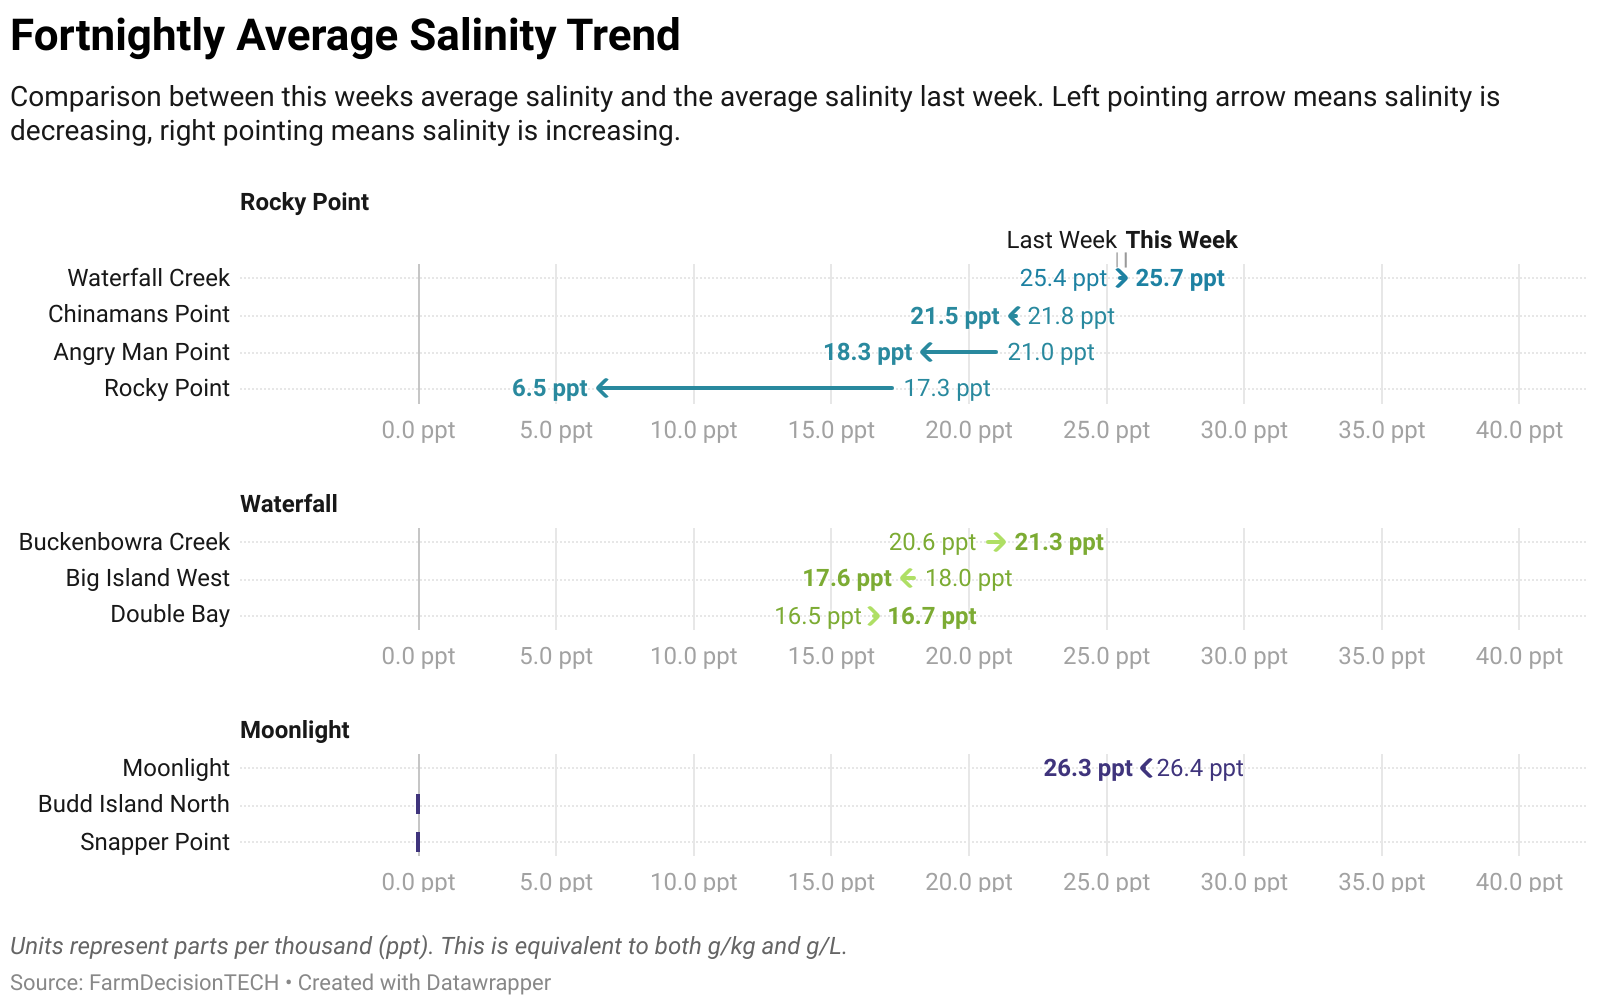 Fortnightly Average Salinity Trend
Comparison between this weeks average salinity and the average salinity last week. Left pointing arrow means salinity is
decreasing, right pointing means salinity is increasing.
Rocky Point
Last Week This Week
Waterfall Creek 25.4 ppt 25.7 ppt
Chinamans Point 21.5 ppt 21.8 ppt
Angry Man Point 18.3 ppt 21.0 ppt
Rocky Point 6.5 ppt 17.3 ppt
0.0 ppt 5.0 ppt 10.0 ppt 15.0 ppt 20.0 ppt 25.0 ppt 30.0 ppt 35.0 ppt 40.0 ppt
Waterfall
Buckenbowra Creek 20.6 ppt 21.3 ppt
Big Island West 17.6 ppt 18.0 ppt
Double Bay 16.5 ppt 16.7 ppt
0.0 ppt 5.0 ppt 10.0 ppt 15.0 ppt 20.0 ppt 25.0 ppt 30.0 ppt 35.0 ppt 40.0 ppt
Moonlight
Moonlight 26.3 ppt 26.4 ppt
Budd Island North
Snapper Point
0.0 ppt 5.0 ppt 10.0 ppt 15.0 ppt 20.0 ppt 25.0 ppt 30.0 ppt 35.0 ppt 40.0 ppt
Units represent parts per thousand (ppt). This is equivalent to both g/kg and g/L.
Source: FarmDecisionTECH • Created with Datawrapper